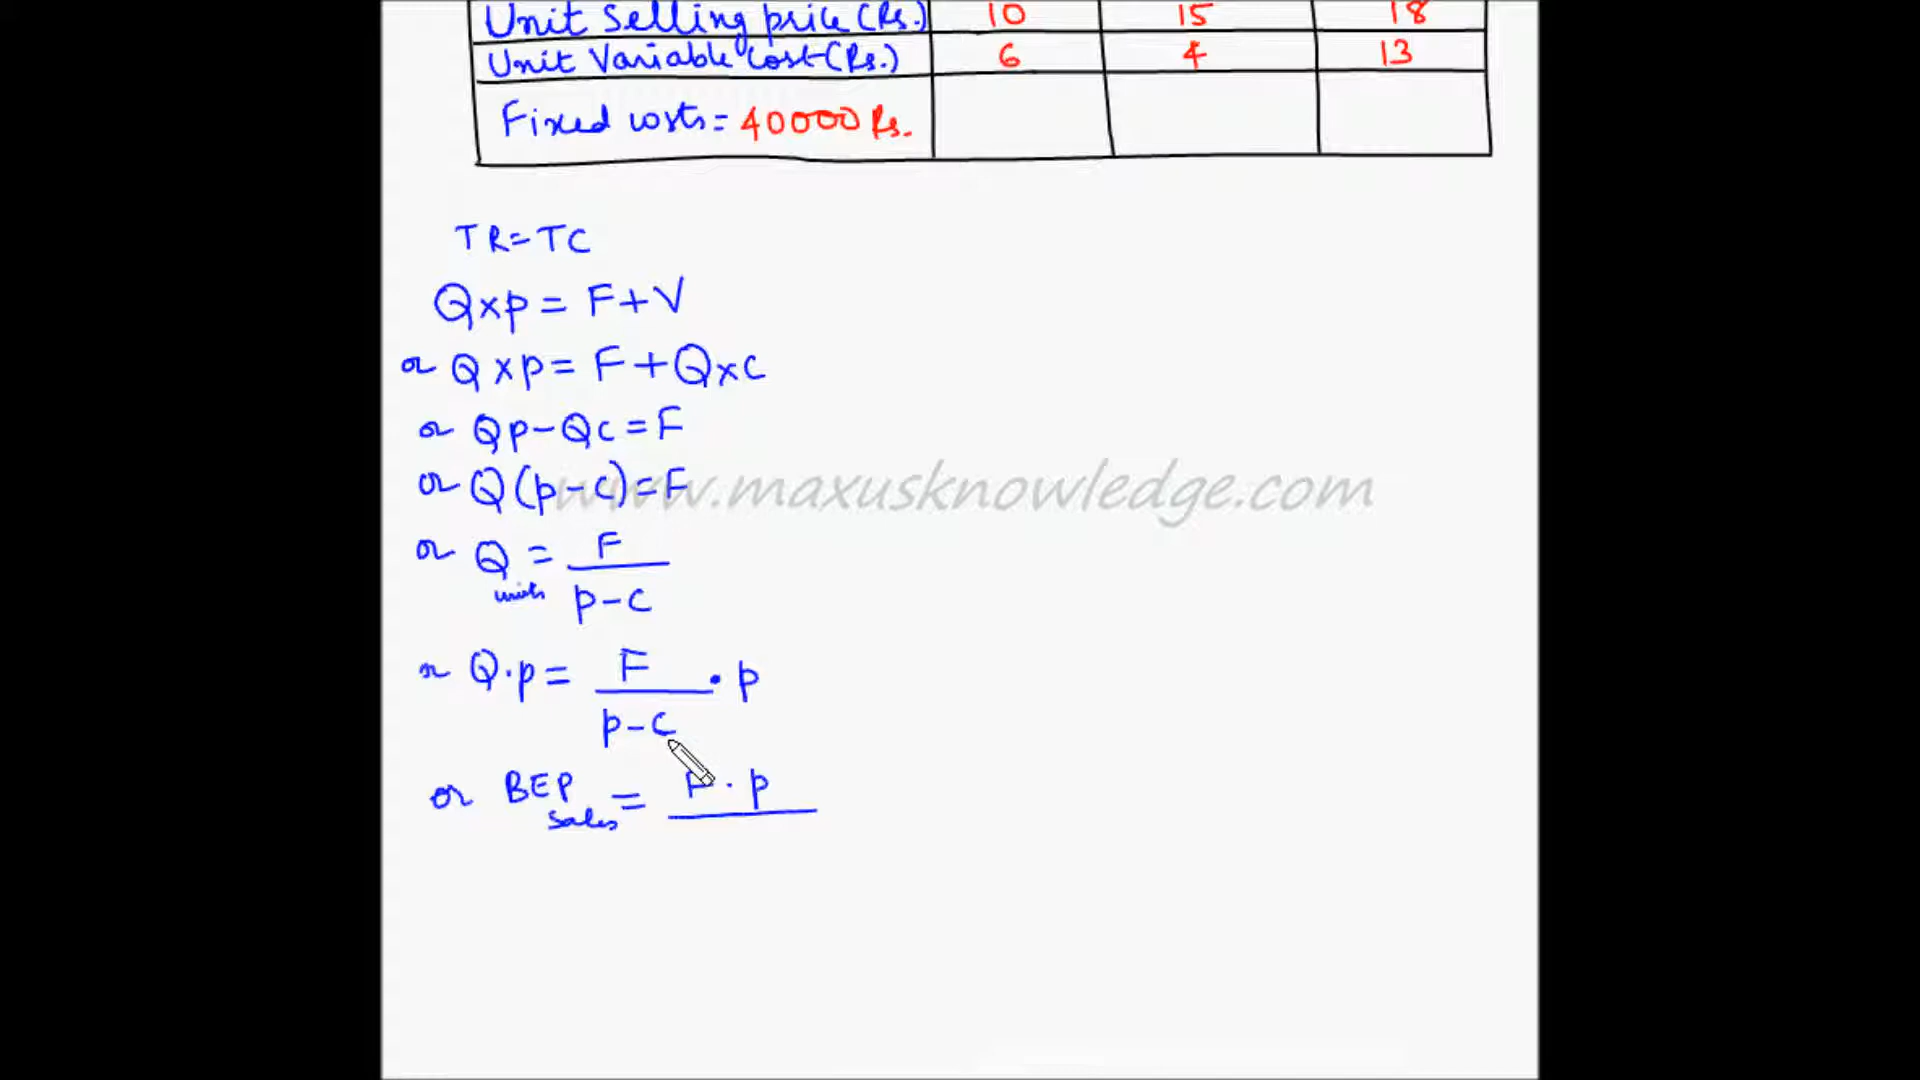 Unit Selling price (Rs.) 10 15 18
Unit Variable Cost (Rs.) 6 4 13
Fixed costs = 40000 Rs.
TR = TC
Q×p = F+V
or Q×p = F+Q×c
or Qp-Qc = F
or Q(p-c) = F
www.maxusknowledge.com
or Q = F
units p-c
or Q.p = F . p
p-c
or BEP = F . p
Sales